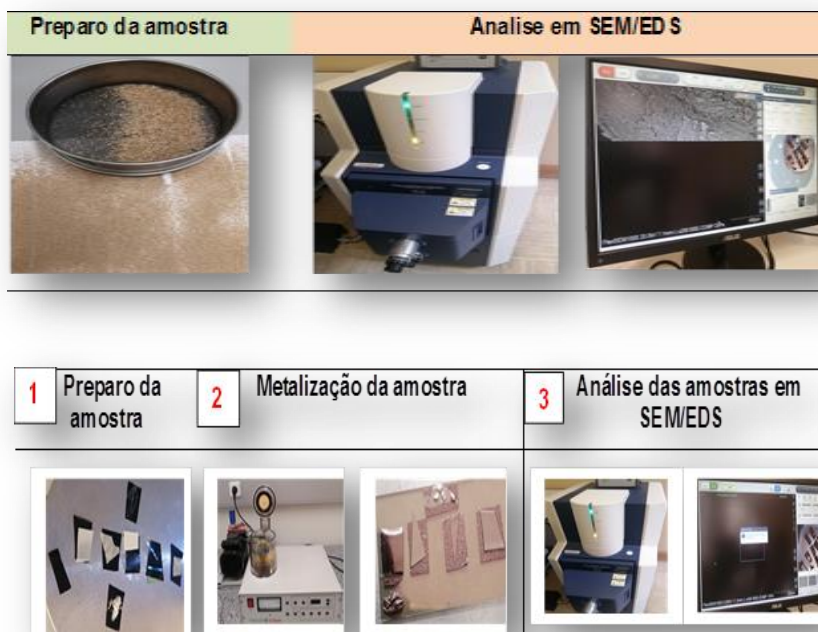 Preparo da amostra
Analise em SEM/EDS
1
Preparo da
amostra
2
Metalização da amostra
3
Análise das amostras em
SEM/EDS
ASUS